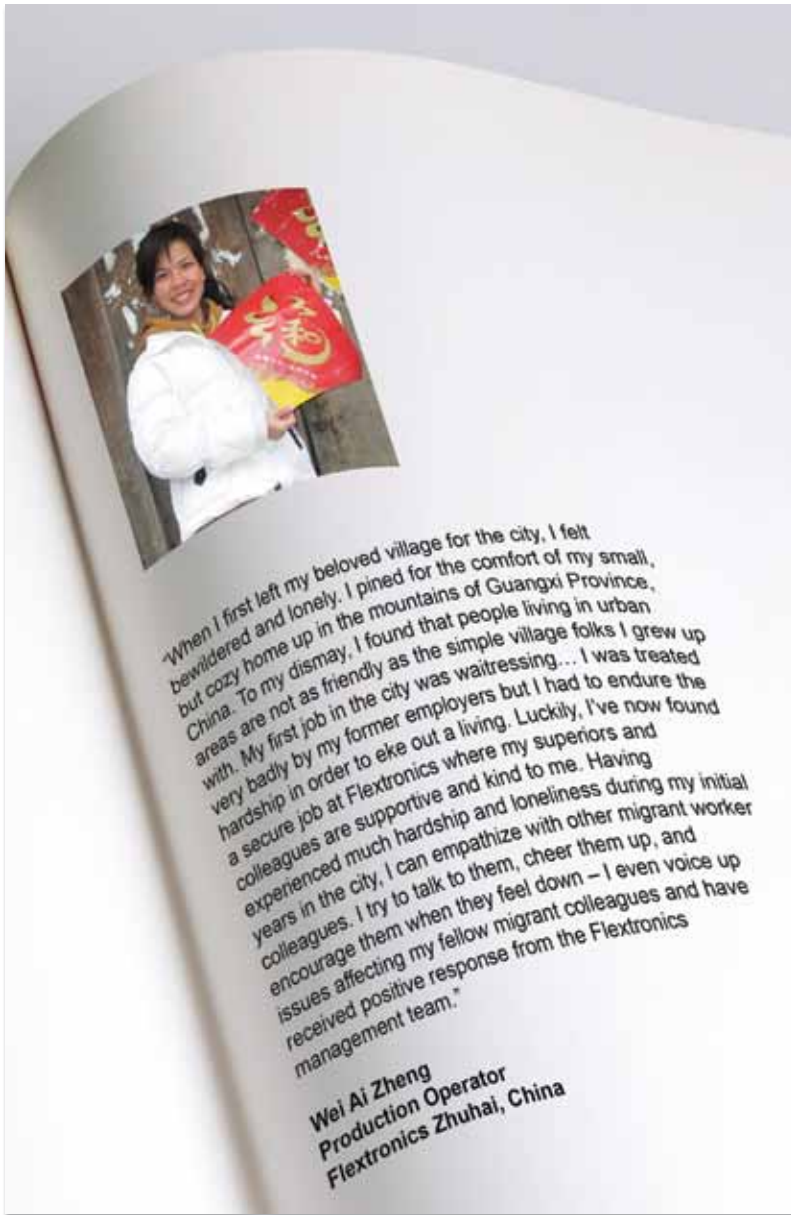 福
"When I first left my beloved village for the city, I felt
bewildered and lonely. I pined for the comfort of my small,
but cozy home up in the mountains of Guangxi Province,
China. To my dismay, I found that people living in urban
areas are not as friendly as the simple village folks I grew up
with. My first job in the city was waitressing… I was treated
very badly by my former employers but I had to endure the
hardship in order to eke out a living. Luckily, I've now found
a secure job at Flextronics where my superiors and
colleagues are supportive and kind to me. Having
experienced much hardship and loneliness during my initial
years in the city, I can empathize with other migrant worker
colleagues. I try to talk to them, cheer them up, and
encourage them when they feel down – I even voice up
issues affecting my fellow migrant colleagues and have
received positive response from the Flextronics
management team."
Wei Ai Zheng
Production Operator
Flextronics Zhuhai, China